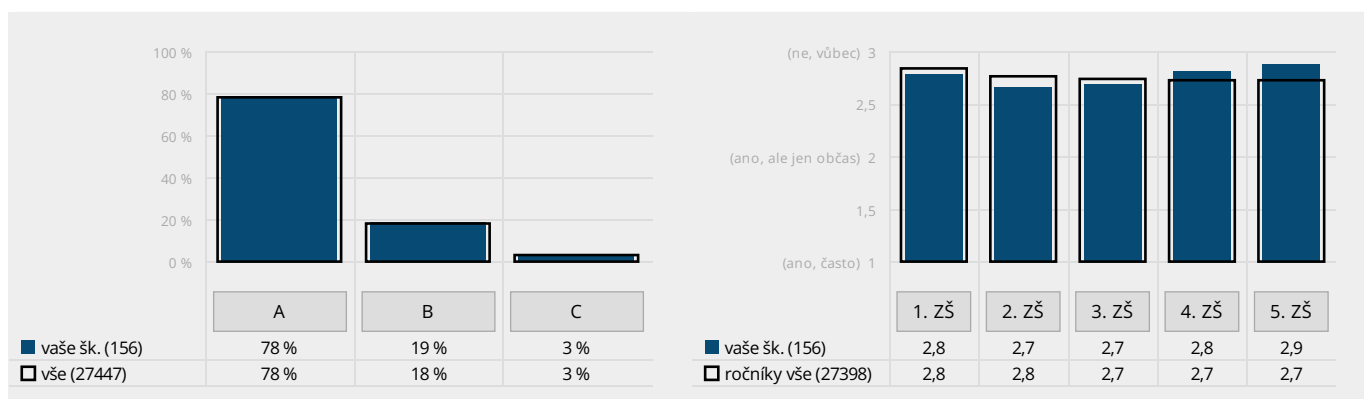 100 %
80 %
60 %
40 %
20 %
0 %
A B C
vaše šk. (156) 78 % 19 % 3 %
vše (27447) 78 % 18 % 3 %
(ne, vůbec) 3
2,5
(ano, ale jen občas) 2
1,5
(ano, často) 1
1. ZŠ 2. ZŠ 3. ZŠ 4. ZŠ 5. ZŠ
vaše šk. (156) 2,8 2,7 2,7 2,8 2,9
ročníky vše (27398) 2,8 2,8 2,7 2,7 2,7